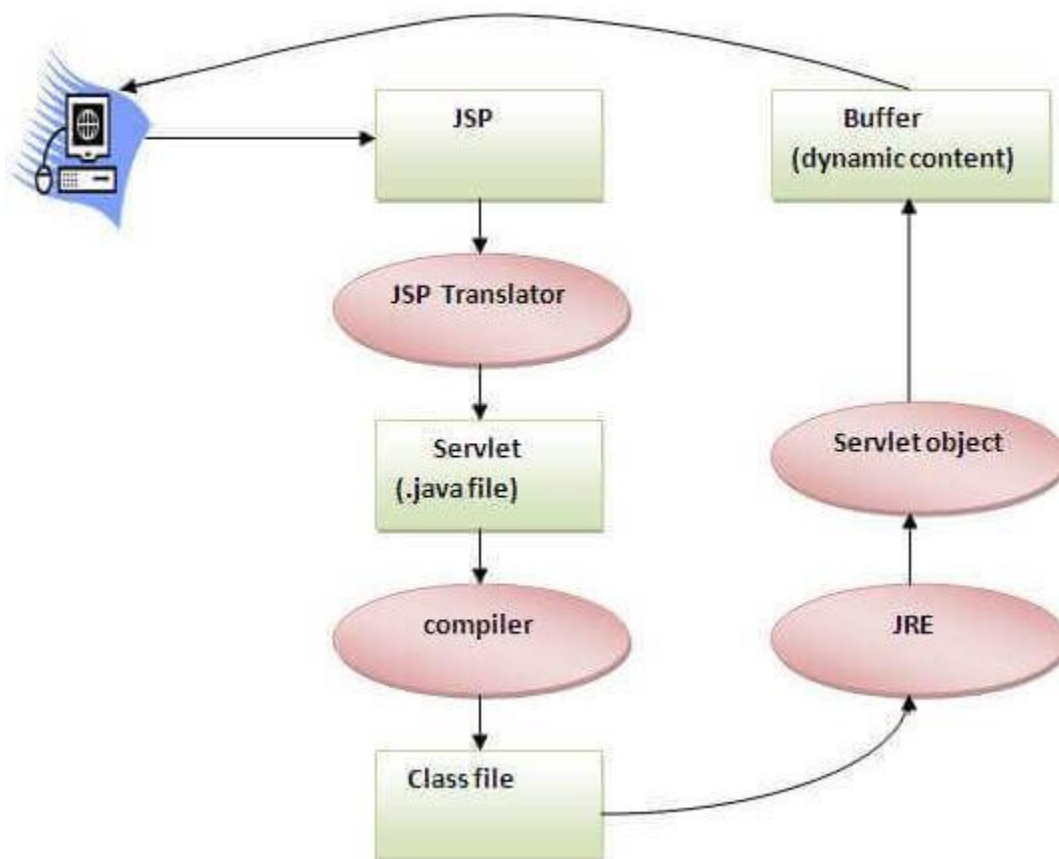 JSP
Buffer
(dynamic content)
JSP Translator
Servlet
(.java file)
Servlet object
compiler
JRE
Class file